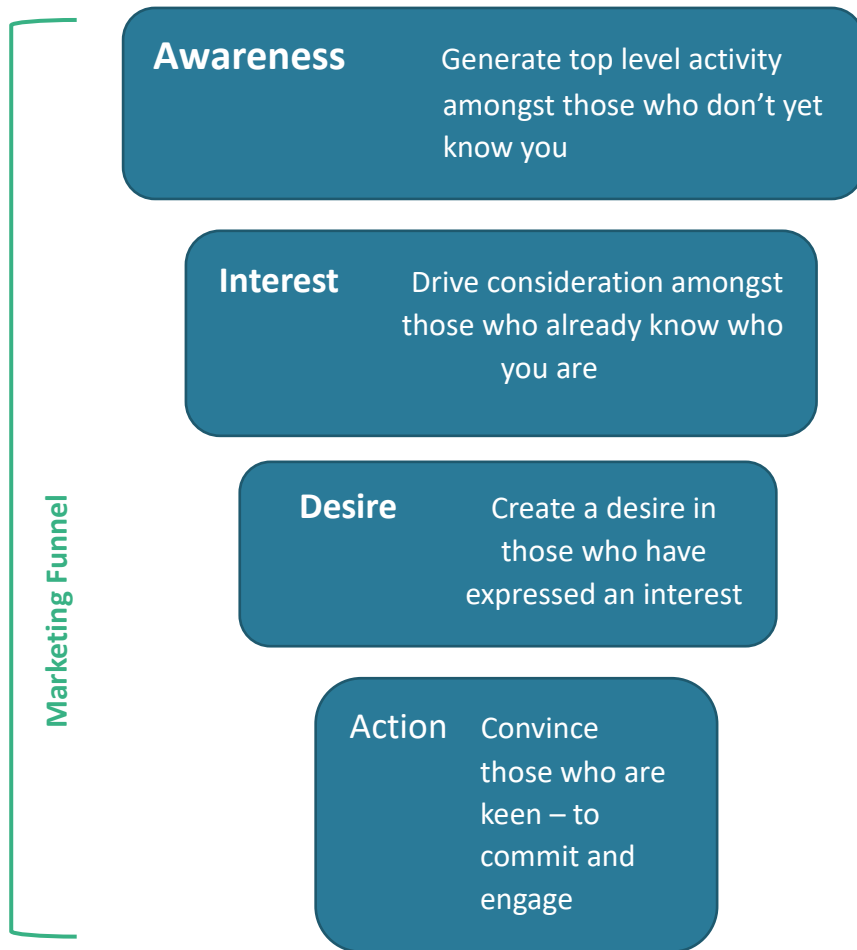 Marketing Funnel
Awareness Generate top level activity
amongst those who don’t yet
know you
Interest Drive consideration amongst
those who already know who
you are
Desire Create a desire in
those who have
expressed an interest
Action Convince
those who are
keen – to
commit and
engage